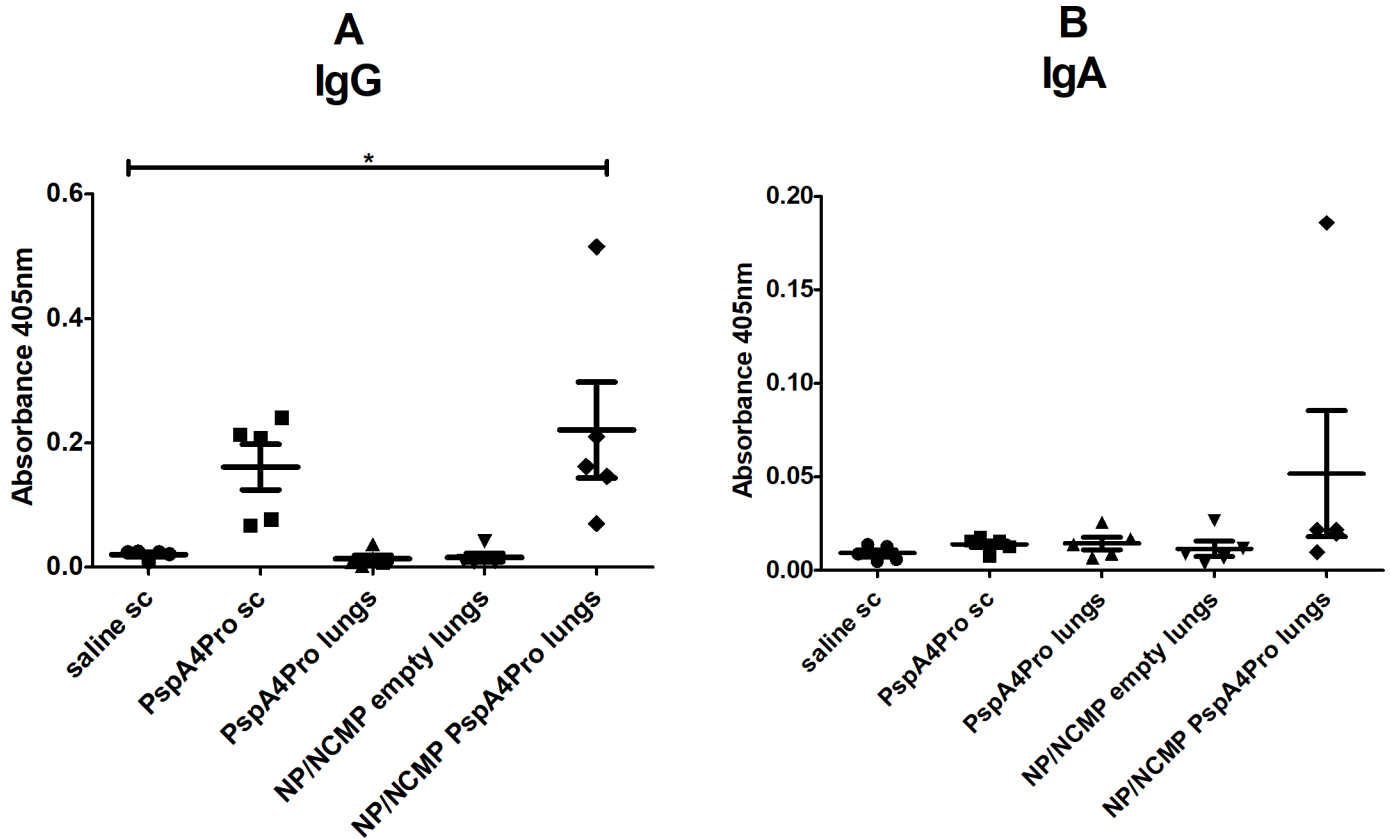 A
IgG
*
Absorbance 405nm
0.6
0.4
0.2
0.0
saline sc
PspA4Pro sc
PspA4Pro lungs
NP/NCMP empty lungs
NP/NCMP PspA4Pro lungs
B
IgA
Absorbance 405nm
0.20
0.15
0.10
0.05
0.00
saline sc
PspA4Pro sc
PspA4Pro lungs
NP/NCMP empty lungs
NP/NCMP PspA4Pro lungs